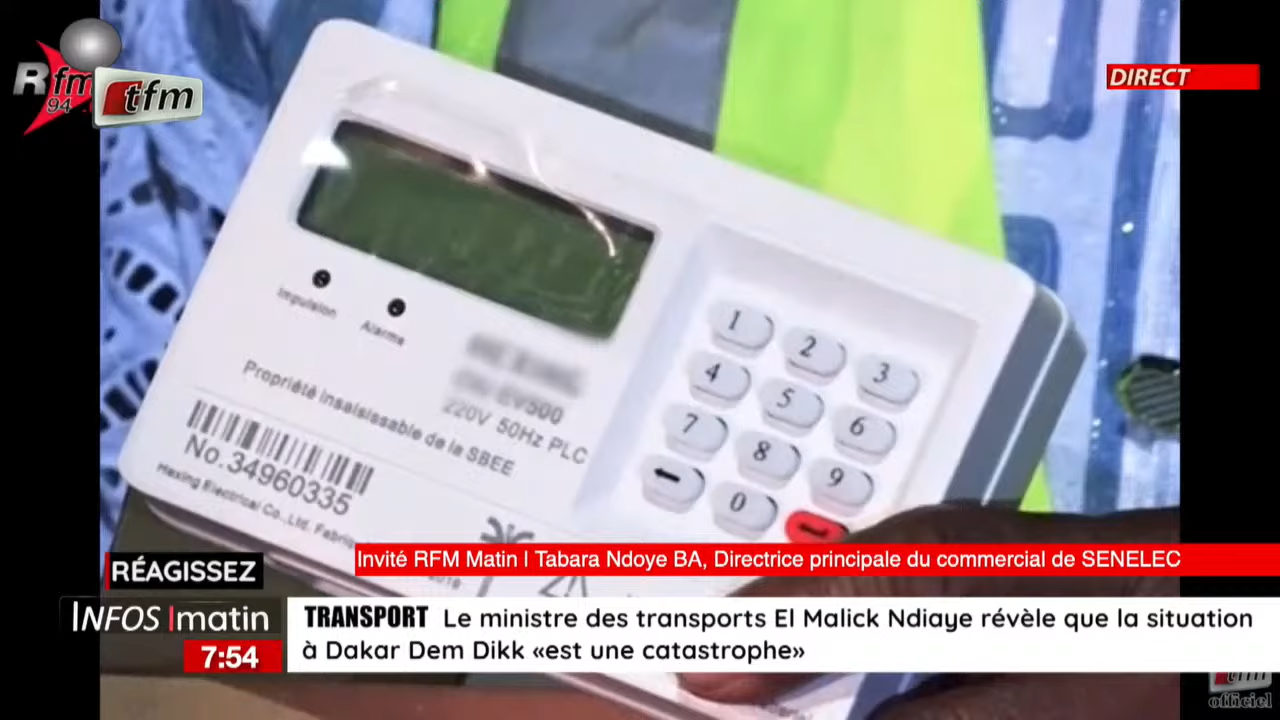 Rfm
94
tfm
DIRECT
Impulsion
Alarme
EV500
220V 50Hz PLC
Propriété insaisissable de la SBEE
No.34960335
Hexing Electrical Co.,Ltd.
1
2
3
4
5
6
7
8
9
0
Invité RFM Matin I Tabara Ndoye BA, Directrice principale du commercial de SENELEC
RÉAGISSEZ
INFOS matin
7:54
TRANSPORT Le ministre des transports El Malick Ndiaye révèle que la situation
à Dakar Dem Dikk «est une catastrophe»
tfm
officiel